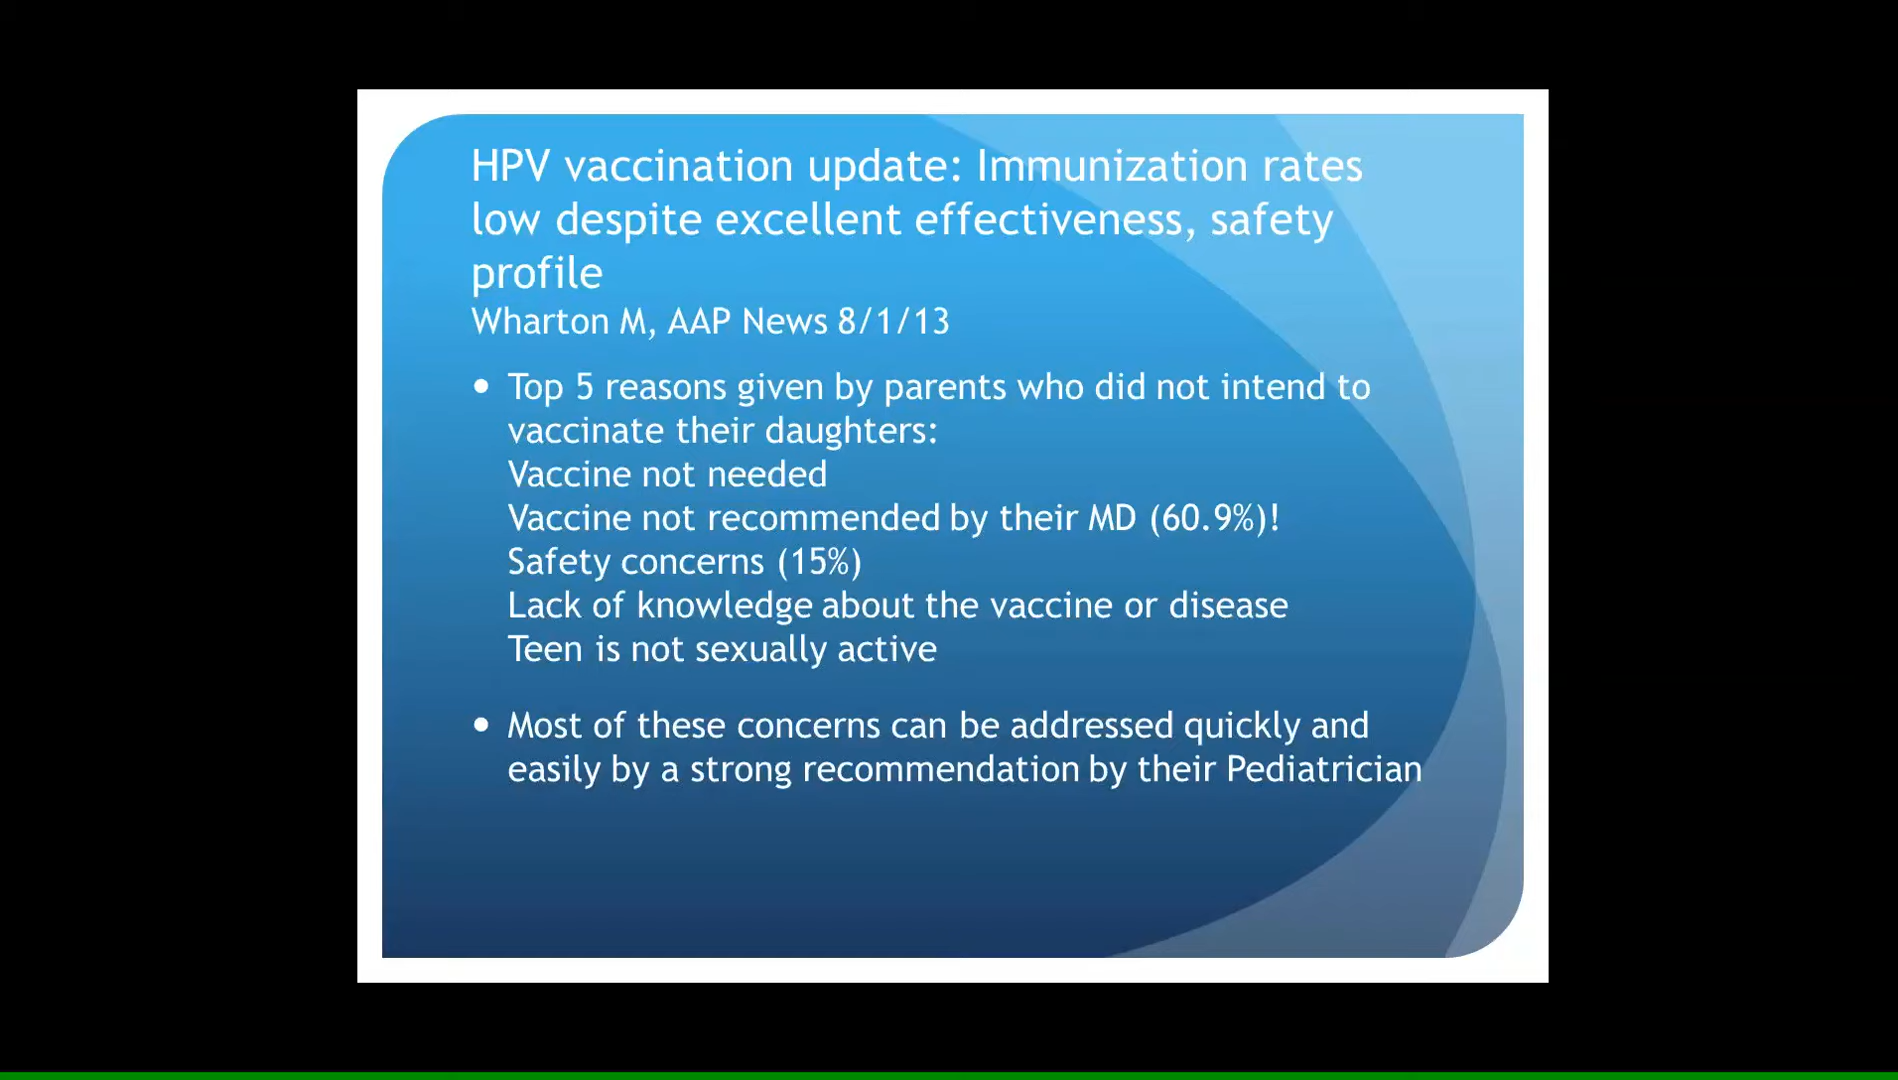 HPV vaccination update: Immunization rates
low despite excellent effectiveness, safety
profile
Wharton M, AAP News 8/1/13
• Top 5 reasons given by parents who did not intend to
vaccinate their daughters:
Vaccine not needed
Vaccine not recommended by their MD (60.9%)!
Safety concerns (15%)
Lack of knowledge about the vaccine or disease
Teen is not sexually active
• Most of these concerns can be addressed quickly and
easily by a strong recommendation by their Pediatrician